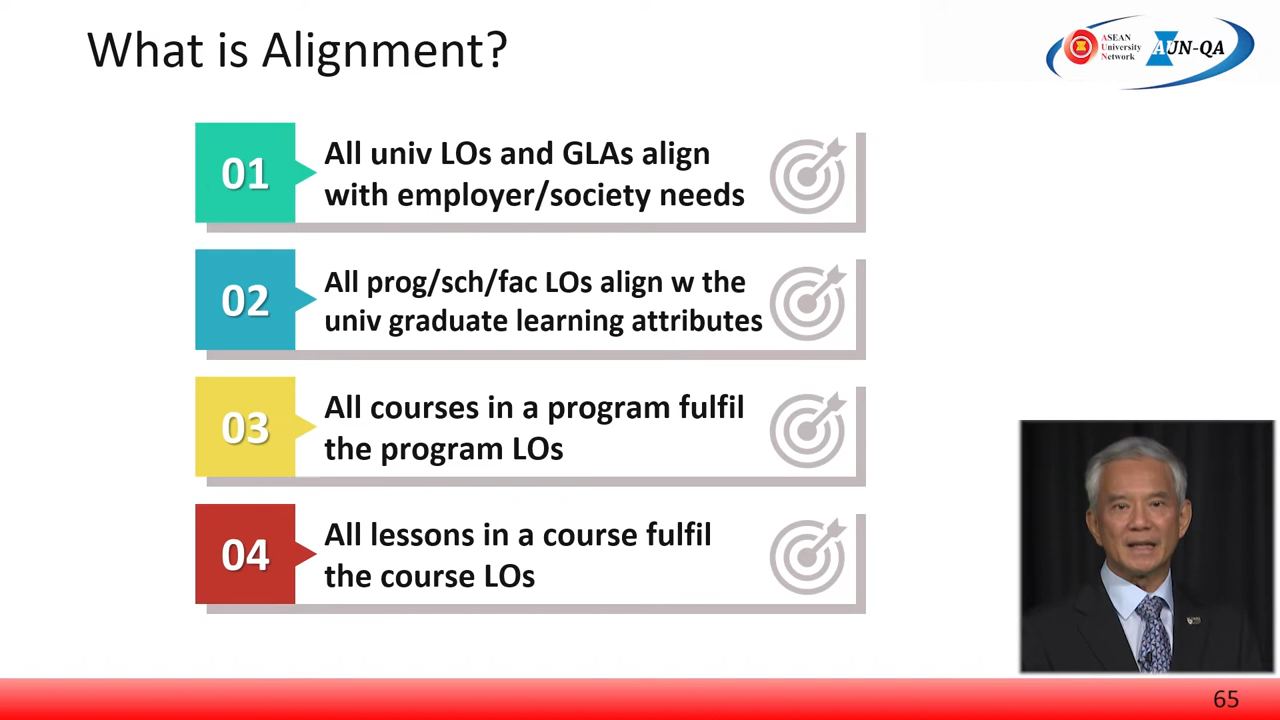 What is Alignment?
ASEAN
University
Network
AUN-QA
01
All univ LOs and GLAs align
with employer/society needs
02
All prog/sch/fac LOs align w the
univ graduate learning attributes
03
All courses in a program fulfil
the program LOs
04
All lessons in a course fulfil
the course LOs
65